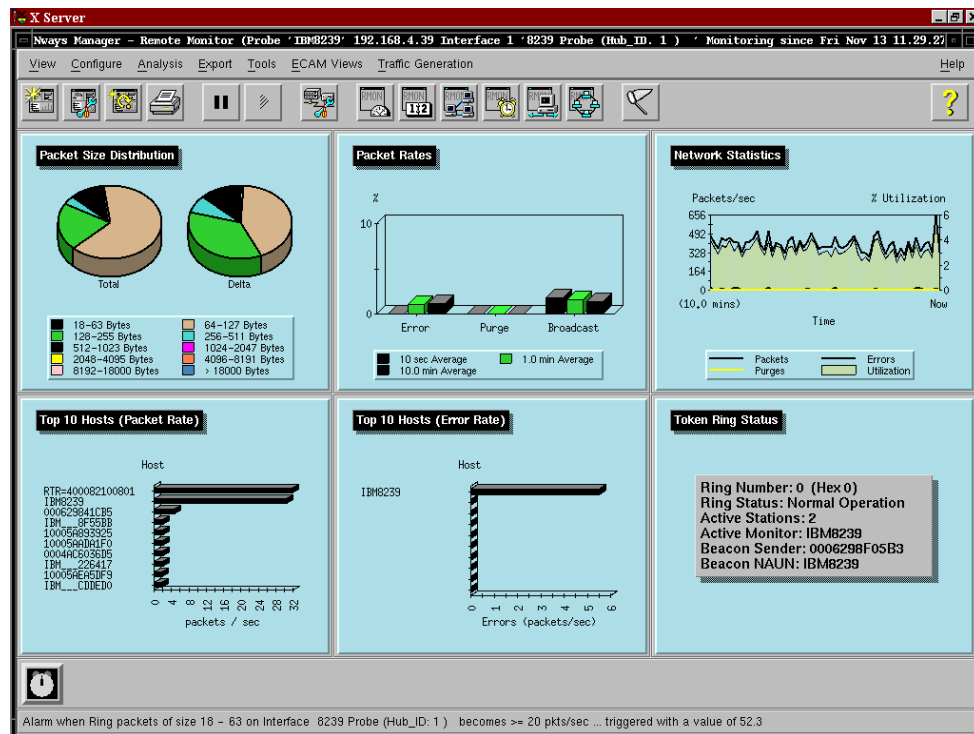 X Server
Nways Manager - Remote Monitor (Probe 'IBM8239' 192.168.4.39 Interface 1 '8239 Probe (Hub_ID. 1 ) ' Monitoring since Fri Nov 13 11.29.27
View Configure Analysis Export Tools ECAM Views Traffic Generation Help
RMON RMON RMON RMON RMON RMON
Packet Size Distribution
Total Delta
18-63 Bytes 64-127 Bytes
128-255 Bytes 256-511 Bytes
512-1023 Bytes 1024-2047 Bytes
2048-4095 Bytes 4096-8191 Bytes
8192-18000 Bytes > 18000 Bytes
Packet Rates
%
10
0
Error Purge Broadcast
10 sec Average 1.0 min Average
10.0 min Average
Network Statistics
Packets/sec % Utilization
656 6
492 4
328 2
164 0
0
(10.0 mins) Now
Time
Packets Errors
Purges Utilization
Top 10 Hosts (Packet Rate)
Host
RTR=400082100801
IBM8239
000629841CB5
IBM___8F55BB
10005A893925
10005AADA1F0
0004AC6036D5
IBM___226417
10005AEA5DF9
IBM___CDDED0
0 4 8 12 16 20 24 28 32
packets / sec
Top 10 Hosts (Error Rate)
Host
IBM8239
0 1 2 3 4 5 6
Errors (packets/sec)
Token Ring Status
Ring Number: 0 (Hex 0)
Ring Status: Normal Operation
Active Stations: 2
Active Monitor: IBM8239
Beacon Sender: 0006298F05B3
Beacon NAUN: IBM8239
Alarm when Ring packets of size 18 - 63 on Interface 8239 Probe (Hub_ID: 1 ) becomes >= 20 pkts/sec ... triggered with a value of 52.3